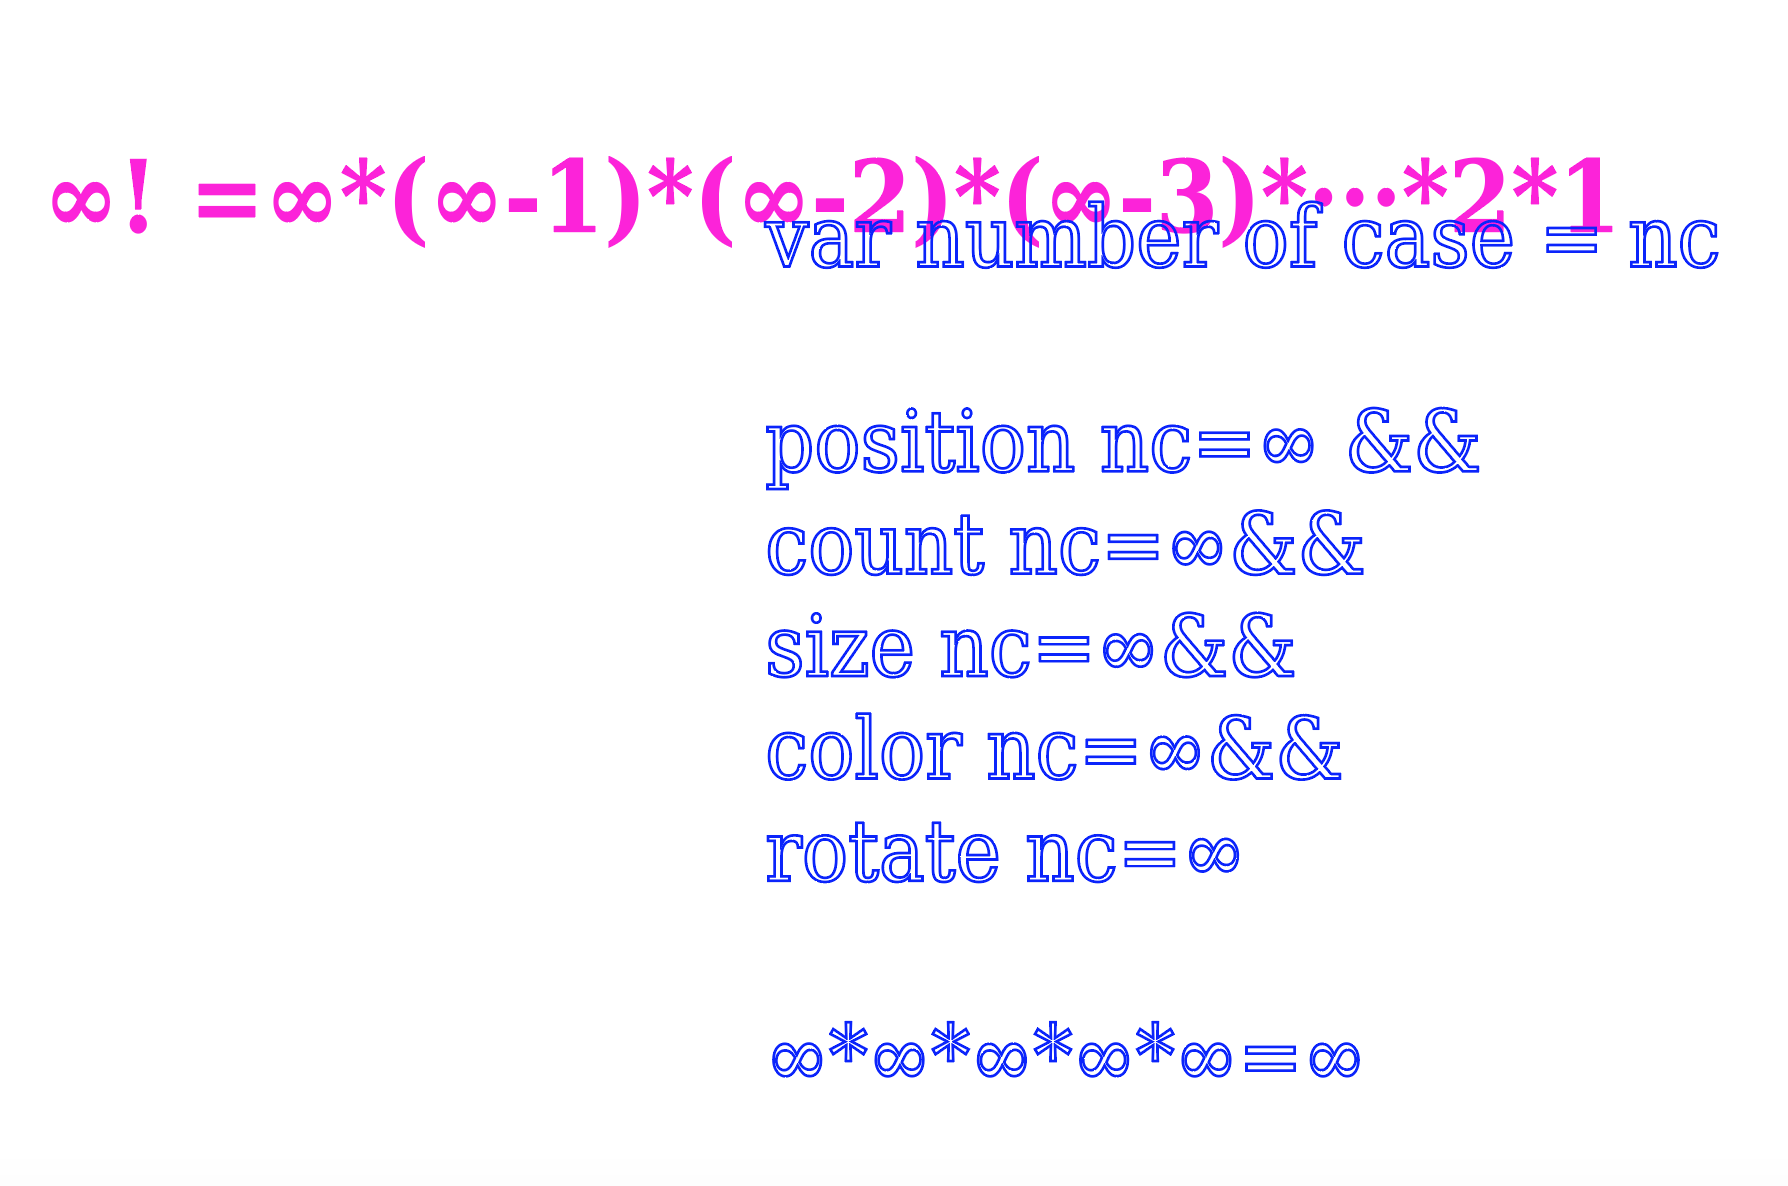 ∞! =∞*(∞-1)*(∞-2)*(∞-3)*···*2*1
var number of case = nc
position nc=∞ &&
count nc=∞&&
size nc=∞&&
color nc=∞&&
rotate nc=∞
∞*∞*∞*∞*∞=∞